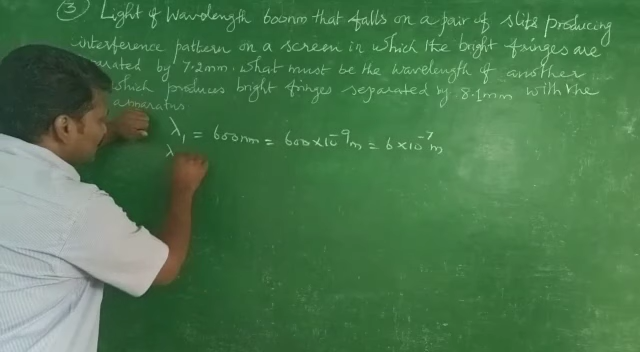 ③ Light of wavelength 600nm that falls on a pair of slits producing
interference pattern on a screen in which the bright fringes are
by 7.2mm. What must be the wavelength of another
which produces bright fringes separated by 8.1mm with the
apparatus
λ₁ = 600nm = 600×10⁻⁹m = 6×10⁻⁷m
λ